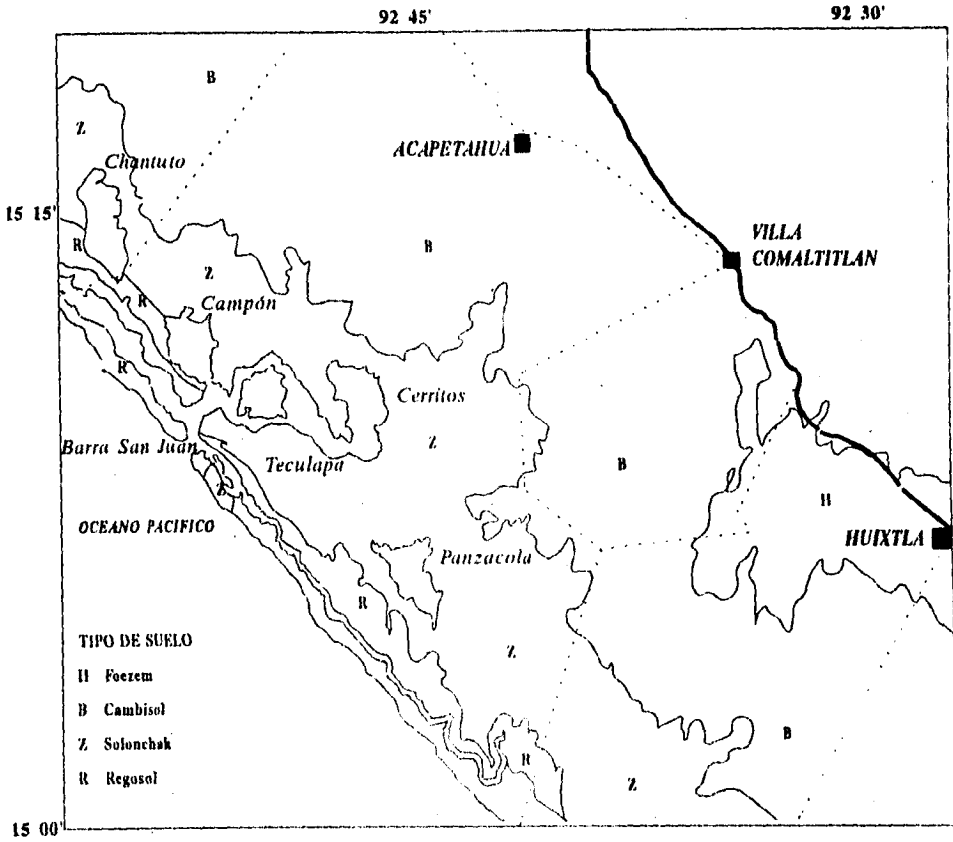 92 45'
92 30'
B
Z
ACAPETAHUA
Chantuto
15 15'
VILLA
COMALTITLAN
R
B
Z
R
Campón
R
Cerritos
Z
Barra San Juan
Teculapa
B
H
OCEANO PACIFICO
HUIXTLA
Panzacola
R
TIPO DE SUELO
Z
H Foezem
B Cambisol
B
Z Solonchak
R
R Regosol
Z
15 00'